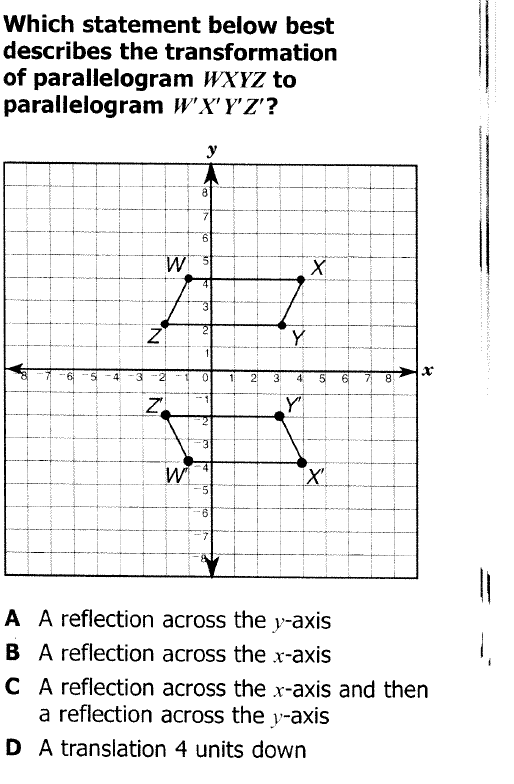 Which statement below best
describes the transformation
of parallelogram WXYZ to
parallelogram W'X'Y'Z'?
y
8
7
6
5
4
3
2
1
W
X
Z
Y
-8 -7 -6 -5 -4 -3 -2 -1 0 1 2 3 4 5 6 7 8 x
-1
-2
-3
-4
-5
-6
-7
-8
Z' Y'
W' X'
A A reflection across the y-axis
B A reflection across the x-axis
C A reflection across the x-axis and then
a reflection across the y-axis
D A translation 4 units down